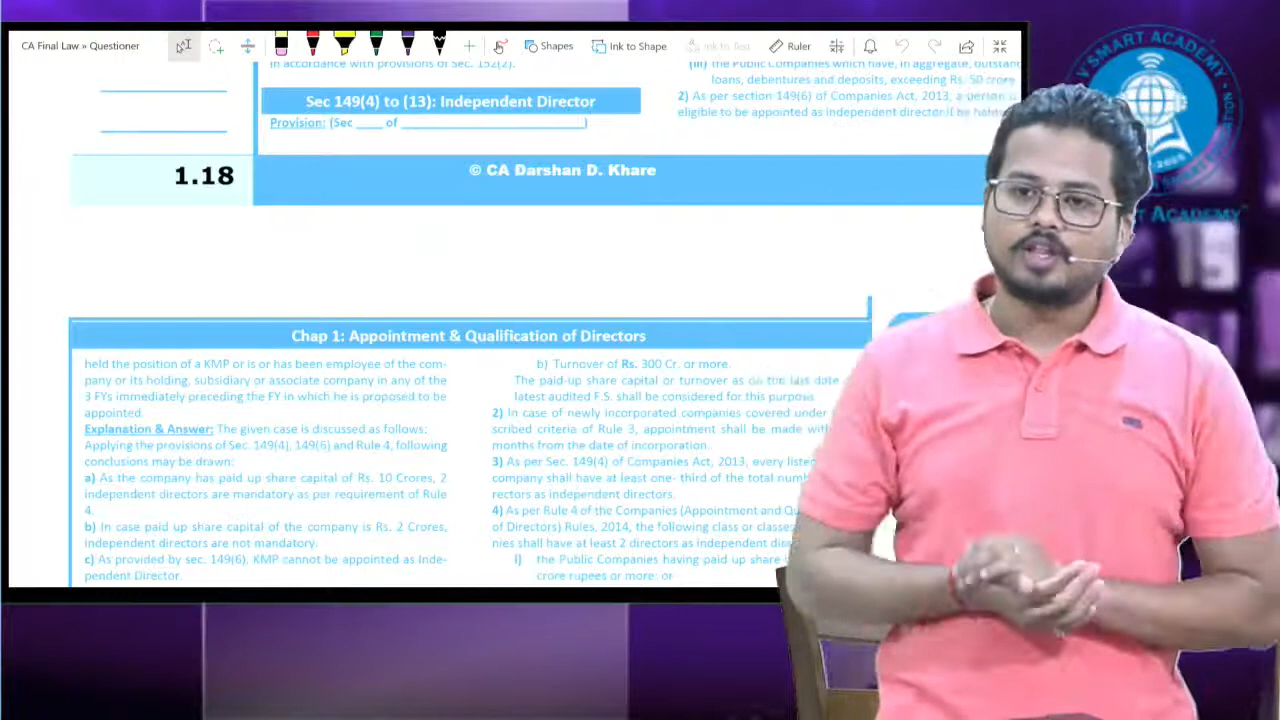 CA Final Law » Questioner
Shapes
Ink to Shape
Ink to Text
Ruler
in accordance with provisions of Sec. 152(2).
Sec 149(4) to (13): Independent Director
Provision: (Sec ____ of ____________________________)
(iii) the Public Companies which have, in aggregate, outstan
loans, debentures and deposits, exceeding Rs. 50 crore
2) As per section 149(6) of Companies Act, 2013, a person is
eligible to be appointed as independent director if he
1.18
© CA Darshan D. Khare
V'SMART ACADEMY
RT ACADEMY
Chap 1: Appointment & Qualification of Directors
held the position of a KMP or is or has been employee of the com-
pany or its holding, subsidiary or associate company in any of the
3 FYs immediately preceding the FY in which he is proposed to be
appointed.
Explanation & Answer: The given case is discussed as follows:
Applying the provisions of Sec. 149(4), 149(6) and Rule 4, following
conclusions may be drawn:
a) As the company has paid up share capital of Rs. 10 Crores, 2
independent directors are mandatory as per requirement of Rule
4.
b) In case paid up share capital of the company is Rs. 2 Crores,
independent directors are not mandatory.
c) As provided by sec. 149(6), KMP cannot be appointed as Inde-
pendent Director.
b) Turnover of Rs. 300 Cr. or more.
The paid-up share capital or turnover as on the last date
latest audited F.S. shall be considered for this purpose
2) In case of newly incorporated companies covered under
scribed criteria of Rule 3, appointment shall be made with
months from the date of incorporation.
3) As per Sec. 149(4) of Companies Act, 2013, every liste
company shall have at least one- third of the total num
rectors as independent directors.
4) As per Rule 4 of the Companies (Appointment and Qu
of Directors) Rules, 2014, the following class or classes
nies shall have at least 2 directors as independent di
i) the Public Companies having paid up share
crore rupees or more; or